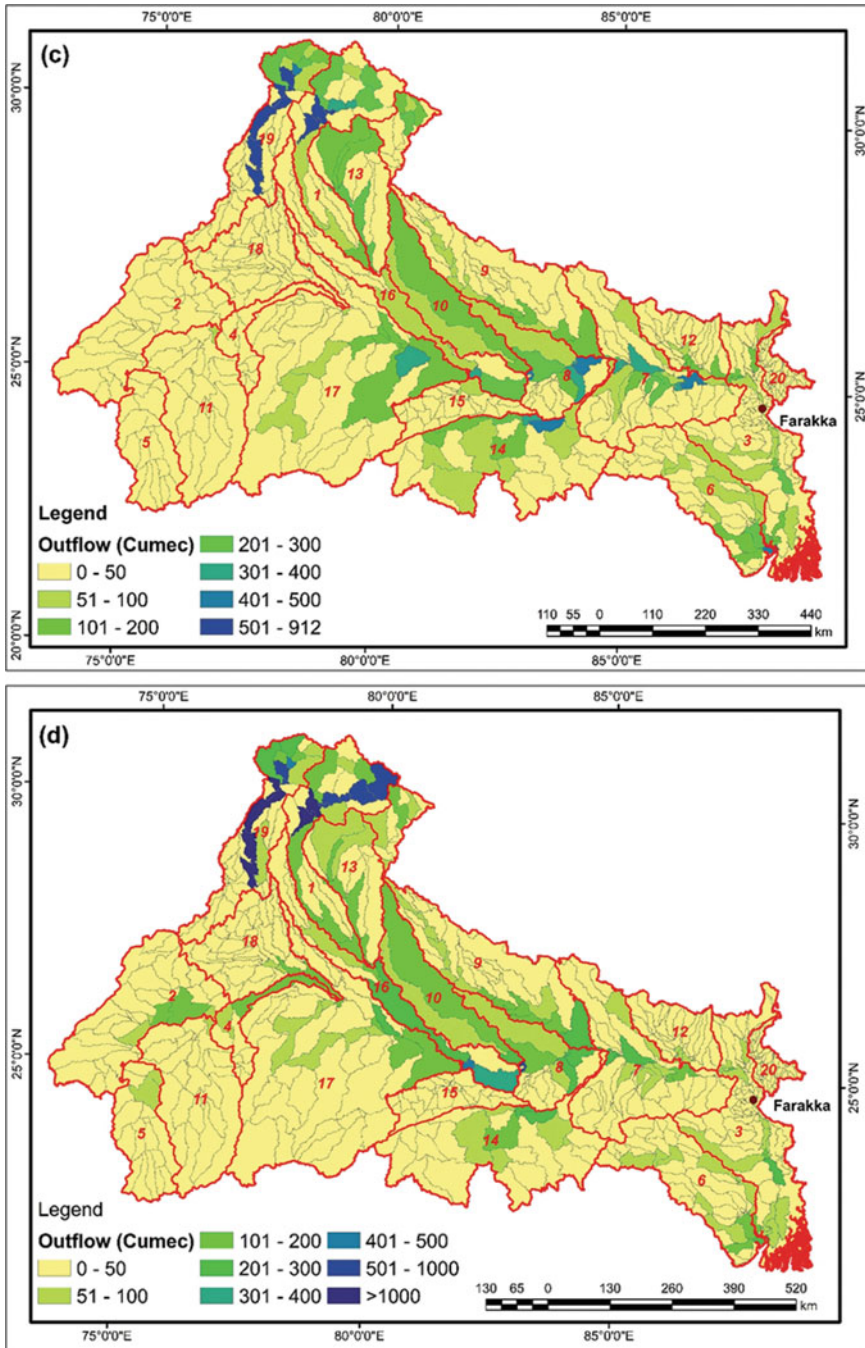 (c)
75°0'0"E 80°0'0"E 85°0'0"E
30°0'0"N
30°0'0"N
19
1
13
18
9
2
16
10
12
4
25°0'0"N
17
8
7
20
25°0'0"N
11
15
Farakka
5
14
3
6
Legend
Outflow (Cumec)
0 - 50
51 - 100
101 - 200
201 - 300
301 - 400
401 - 500
501 - 912
20°0'0"N
110 55 0 110 220 330 440
km
75°0'0"E 80°0'0"E 85°0'0"E
(d)
75°0'0"E 80°0'0"E 85°0'0"E
30°0'0"N
30°0'0"N
19
1
13
18
9
2
16
10
12
4
25°0'0"N
17
8
7
20
25°0'0"N
11
15
Farakka
5
14
3
6
Legend
Outflow (Cumec)
0 - 50
51 - 100
101 - 200
201 - 300
301 - 400
401 - 500
501 - 1000
>1000
130 65 0 130 260 390 520
km
75°0'0"E 80°0'0"E 85°0'0"E